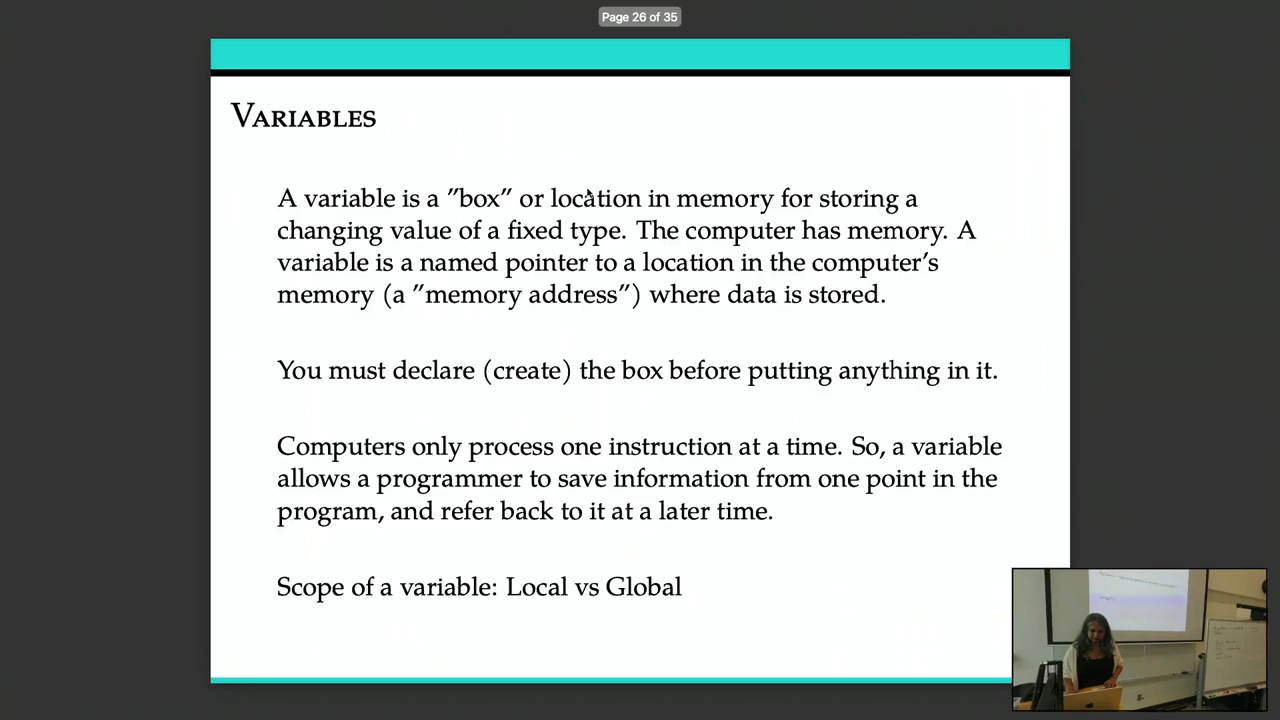 Page 26 of 35
Variables
A variable is a ”box” or location in memory for storing a
changing value of a fixed type. The computer has memory. A
variable is a named pointer to a location in the computer’s
memory (a ”memory address”) where data is stored.
You must declare (create) the box before putting anything in it.
Computers only process one instruction at a time. So, a variable
allows a programmer to save information from one point in the
program, and refer back to it at a later time.
Scope of a variable: Local vs Global